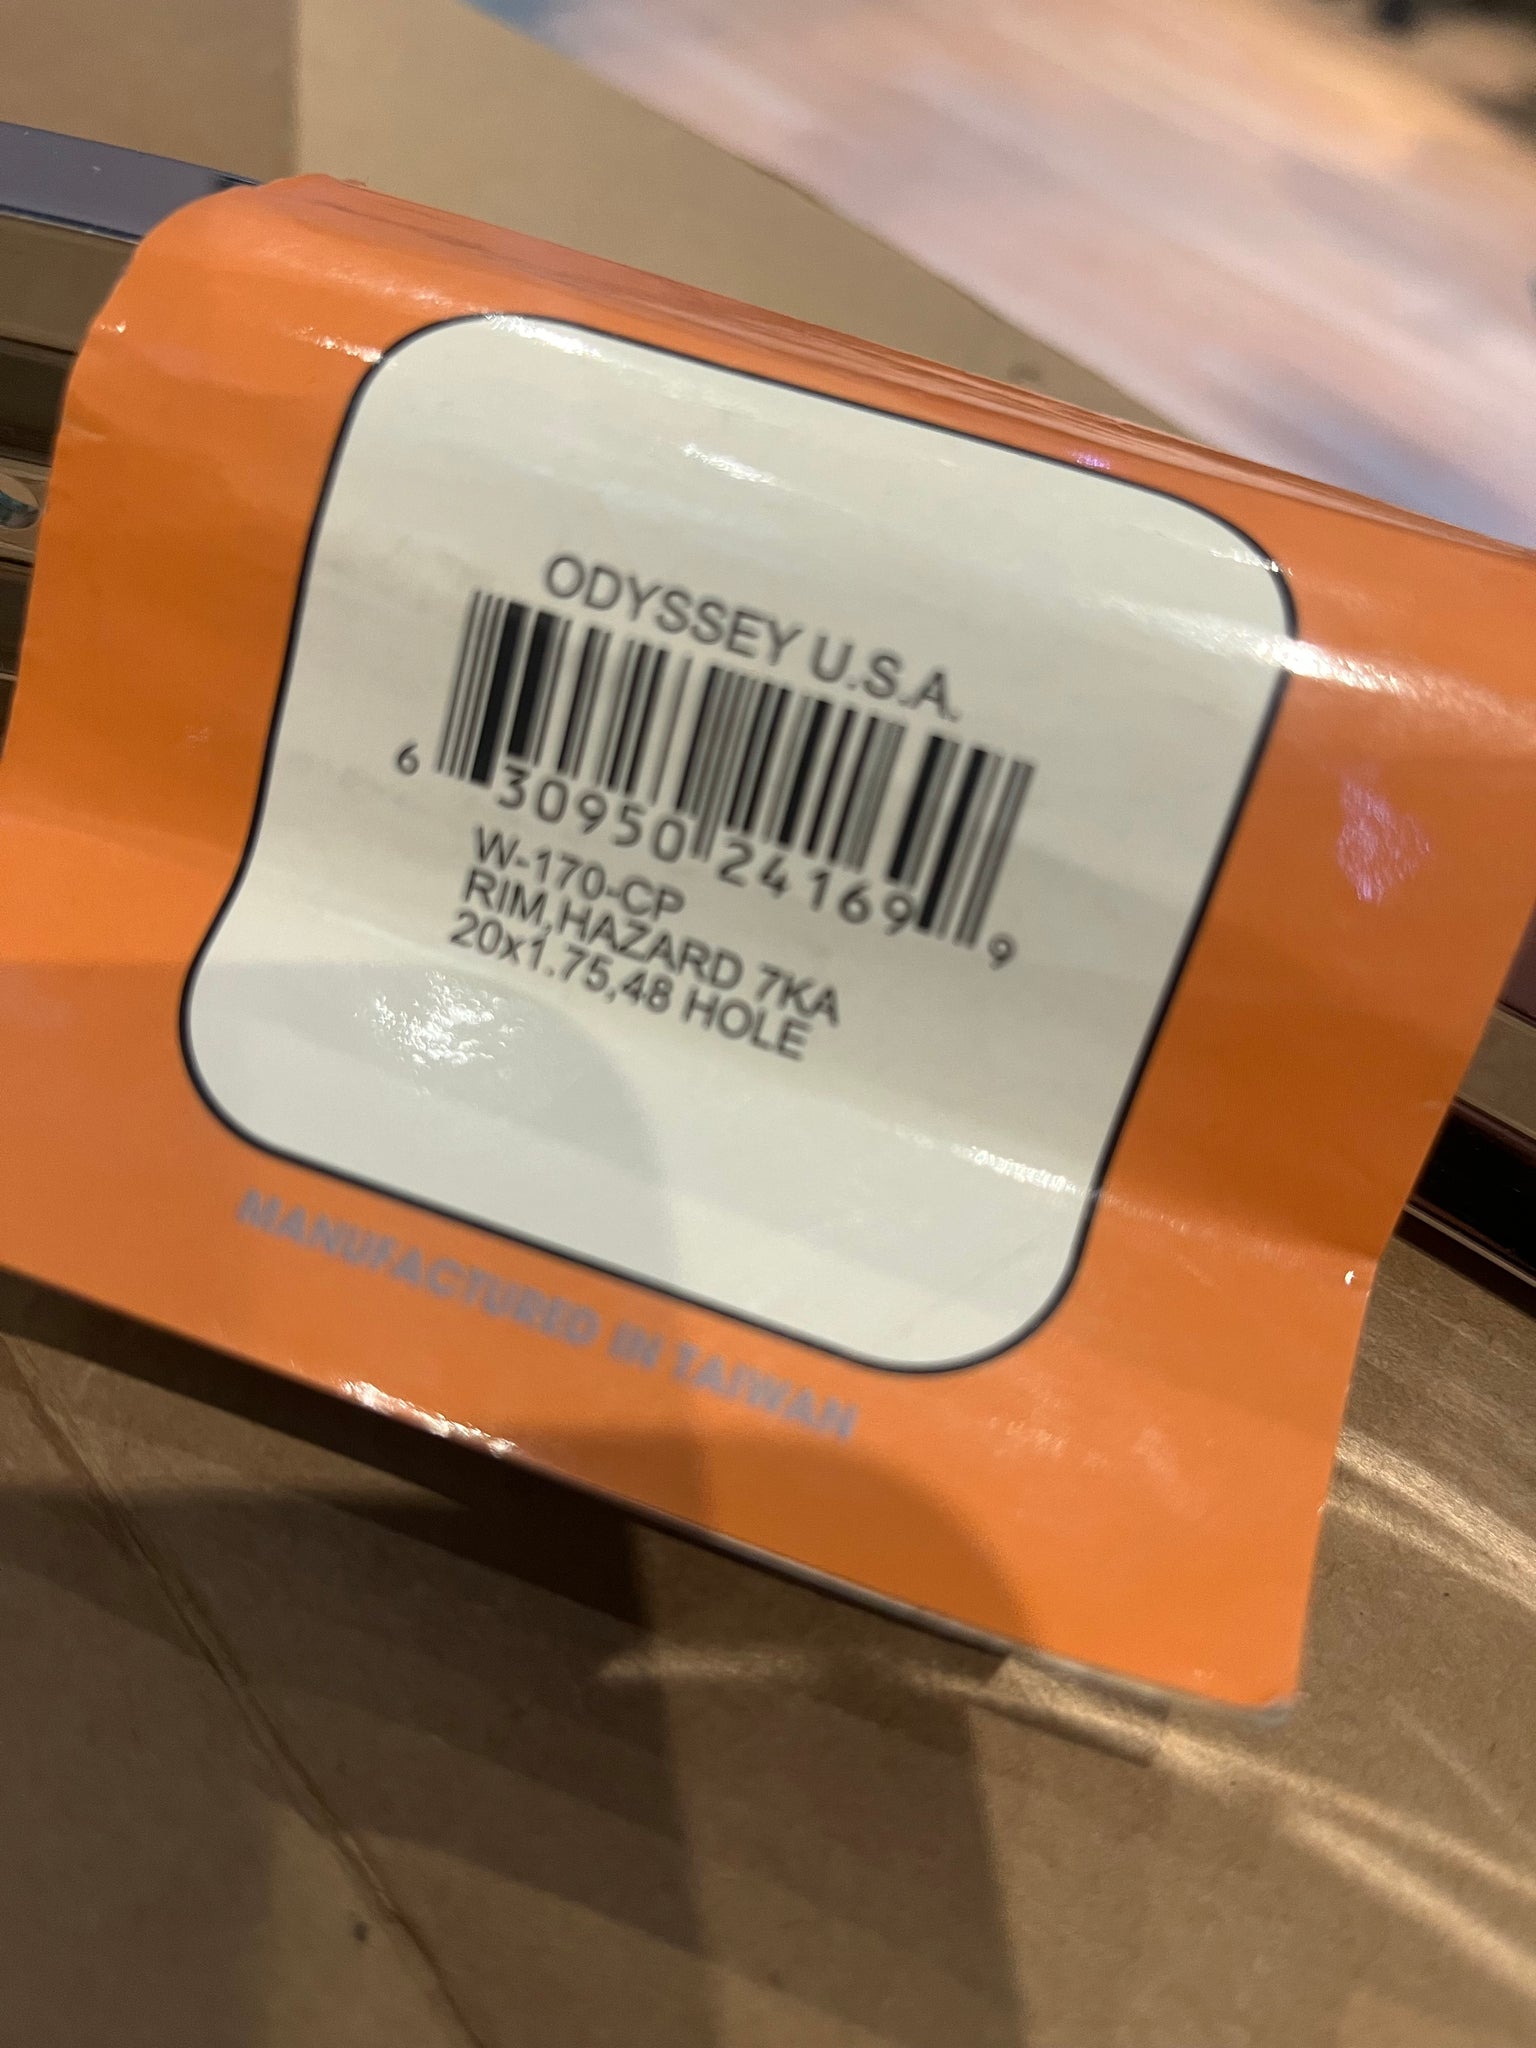 ODYSSEY U.S.A.
6 30950 24169 9
W-170-CP
RIM,HAZARD 7KA
20x1.75,48 HOLE
MANUFACTURED IN TAIWAN